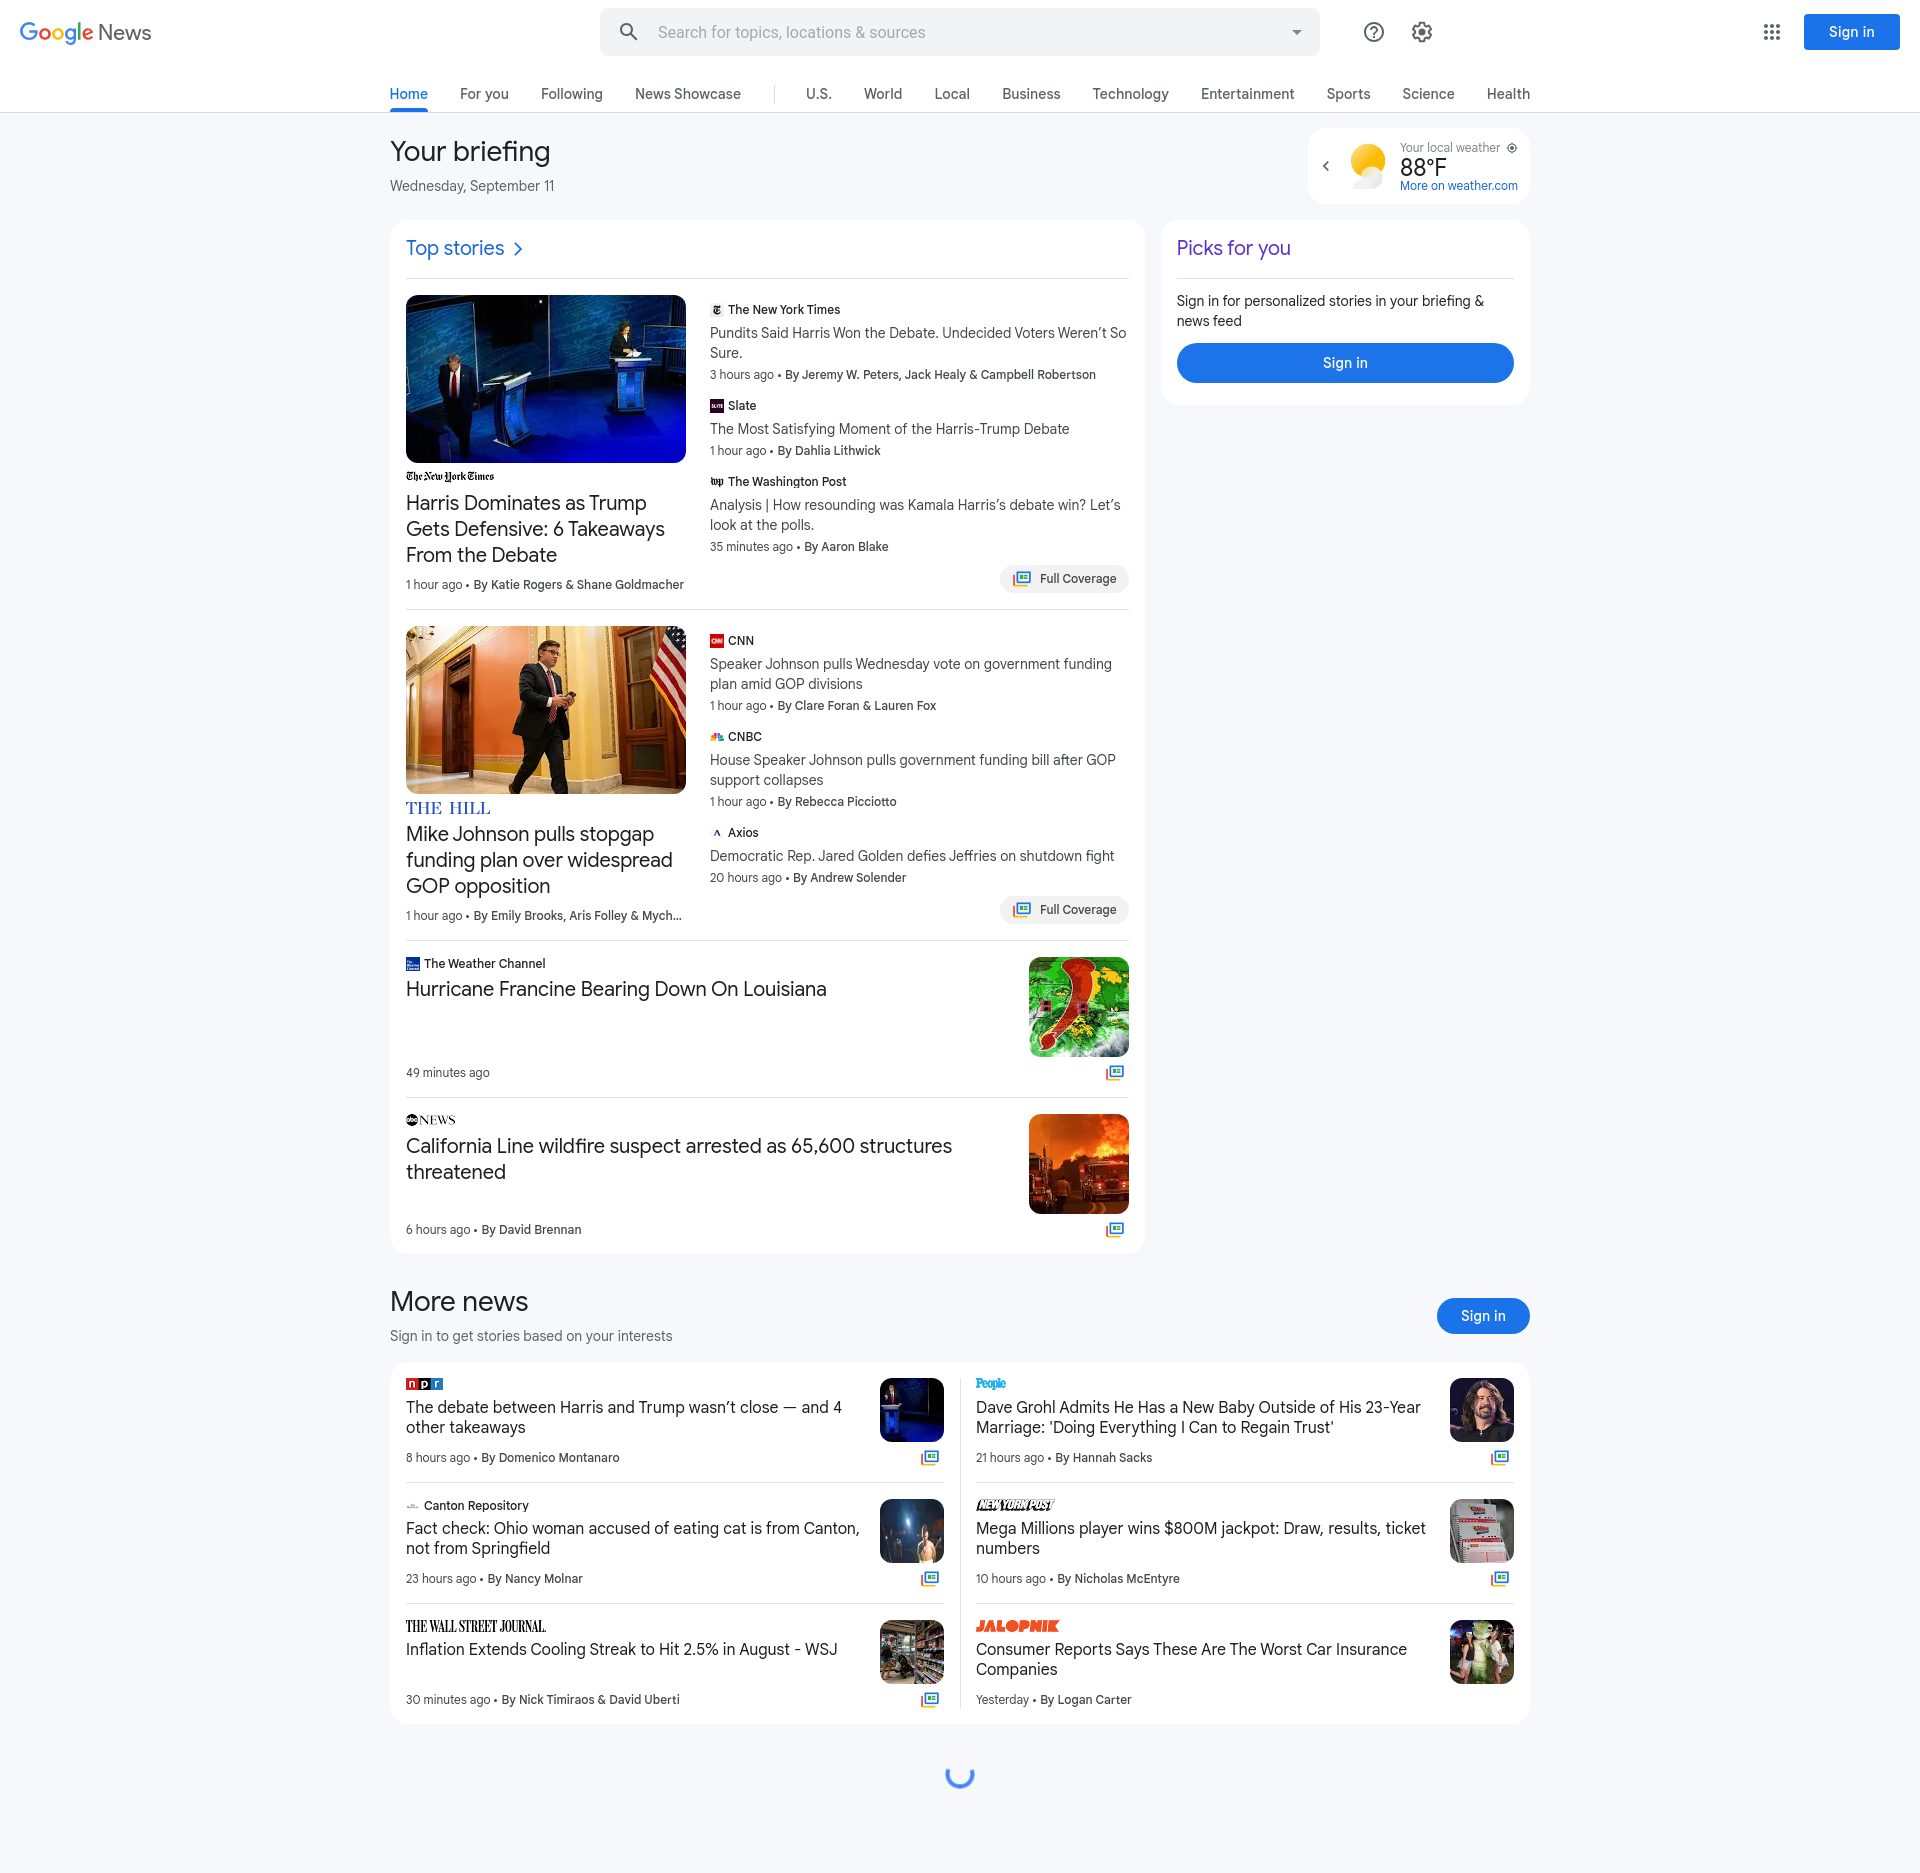 Google News
Search for topics, locations & sources
Sign in
Home
For you
Following
News Showcase
U.S.
World
Local
Business
Technology
Entertainment
Sports
Science
Health
Your briefing
Wednesday, September 11
Your local weather
88°F
More on weather.com
Top stories
The New York Times
Harris Dominates as Trump
Gets Defensive: 6 Takeaways
From the Debate
1 hour ago • By Katie Rogers & Shane Goldmacher
The New York Times
Pundits Said Harris Won the Debate. Undecided Voters Weren’t So
Sure.
3 hours ago • By Jeremy W. Peters, Jack Healy & Campbell Robertson
Slate
The Most Satisfying Moment of the Harris-Trump Debate
1 hour ago • By Dahlia Lithwick
wp The Washington Post
Analysis | How resounding was Kamala Harris’s debate win? Let’s
look at the polls.
35 minutes ago • By Aaron Blake
Full Coverage
THE HILL
Mike Johnson pulls stopgap
funding plan over widespread
GOP opposition
1 hour ago • By Emily Brooks, Aris Folley & Mych...
CNN
Speaker Johnson pulls Wednesday vote on government funding
plan amid GOP divisions
1 hour ago • By Clare Foran & Lauren Fox
CNBC
House Speaker Johnson pulls government funding bill after GOP
support collapses
1 hour ago • By Rebecca Picciotto
Axios
Democratic Rep. Jared Golden defies Jeffries on shutdown fight
20 hours ago • By Andrew Solender
Full Coverage
The Weather Channel
Hurricane Francine Bearing Down On Louisiana
49 minutes ago
abc NEWS
California Line wildfire suspect arrested as 65,600 structures
threatened
6 hours ago • By David Brennan
Picks for you
Sign in for personalized stories in your briefing &
news feed
Sign in
More news
Sign in to get stories based on your interests
Sign in
npr
The debate between Harris and Trump wasn’t close — and 4
other takeaways
8 hours ago • By Domenico Montanaro
Canton Repository
Fact check: Ohio woman accused of eating cat is from Canton,
not from Springfield
23 hours ago • By Nancy Molnar
THE WALL STREET JOURNAL.
Inflation Extends Cooling Streak to Hit 2.5% in August - WSJ
30 minutes ago • By Nick Timiraos & David Uberti
People
Dave Grohl Admits He Has a New Baby Outside of His 23-Year
Marriage: 'Doing Everything I Can to Regain Trust'
21 hours ago • By Hannah Sacks
NEW YORK POST
Mega Millions player wins $800M jackpot: Draw, results, ticket
numbers
10 hours ago • By Nicholas McEntyre
JALOPNIK
Consumer Reports Says These Are The Worst Car Insurance
Companies
Yesterday • By Logan Carter